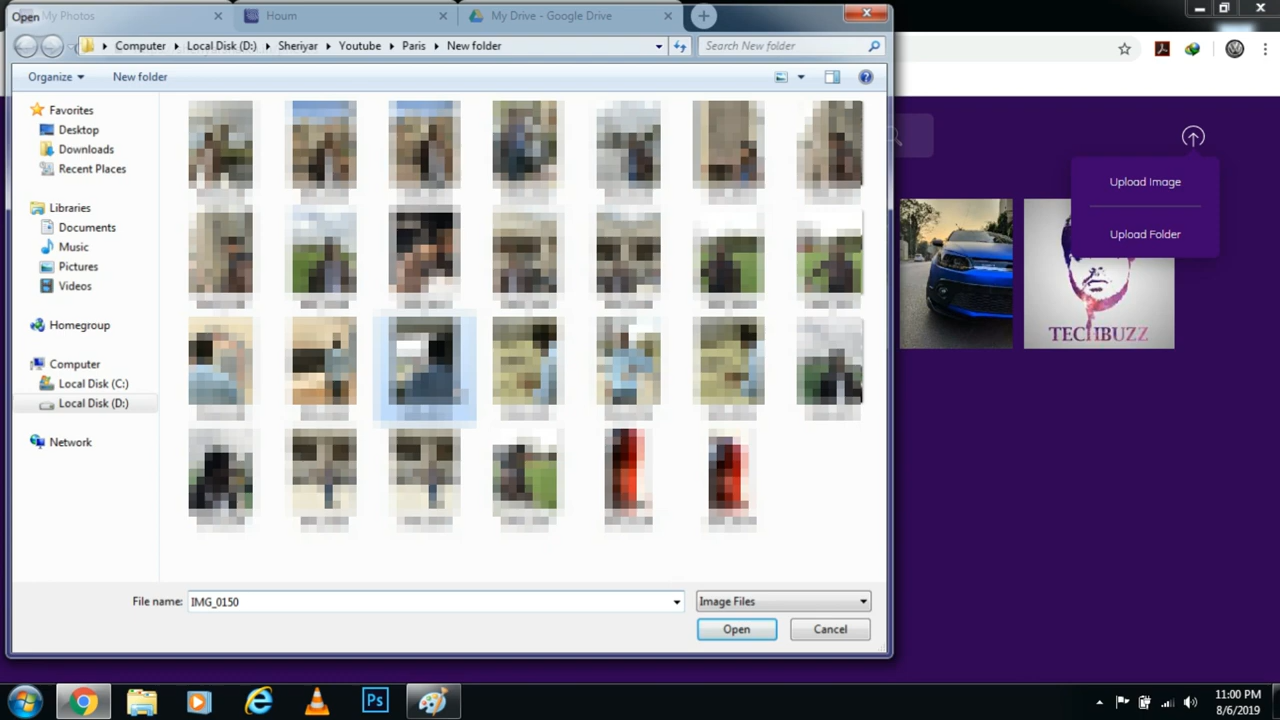 Open
My Photos
Houm
My Drive - Google Drive
Computer
Local Disk (D:)
Sheriyar
Youtube
Paris
New folder
Search New folder
Organize
New folder
Favorites
Desktop
Downloads
Recent Places
Libraries
Documents
Music
Pictures
Videos
Homegroup
Computer
Local Disk (C:)
Local Disk (D:)
Network
File name:
IMG_0150
Image Files
Open
Cancel
Upload Image
Upload Folder
TECHBUZZ
Ps
11:00 PM
8/6/2019